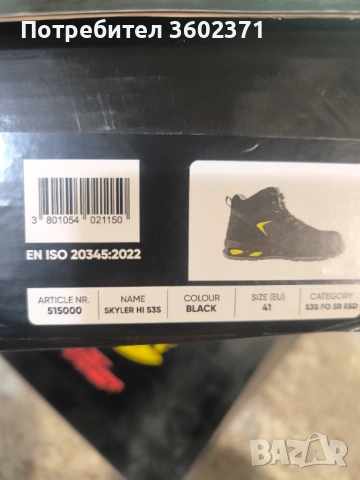 Потребител 3602371
3 801054 021150
EN ISO 20345:2022
ARTICLE NR.
515000
NAME
SKYLER HI S3S
COLOUR
BLACK
SIZE (EU)
41
CATEGORY
S3S FO SR ESD
BAZAR